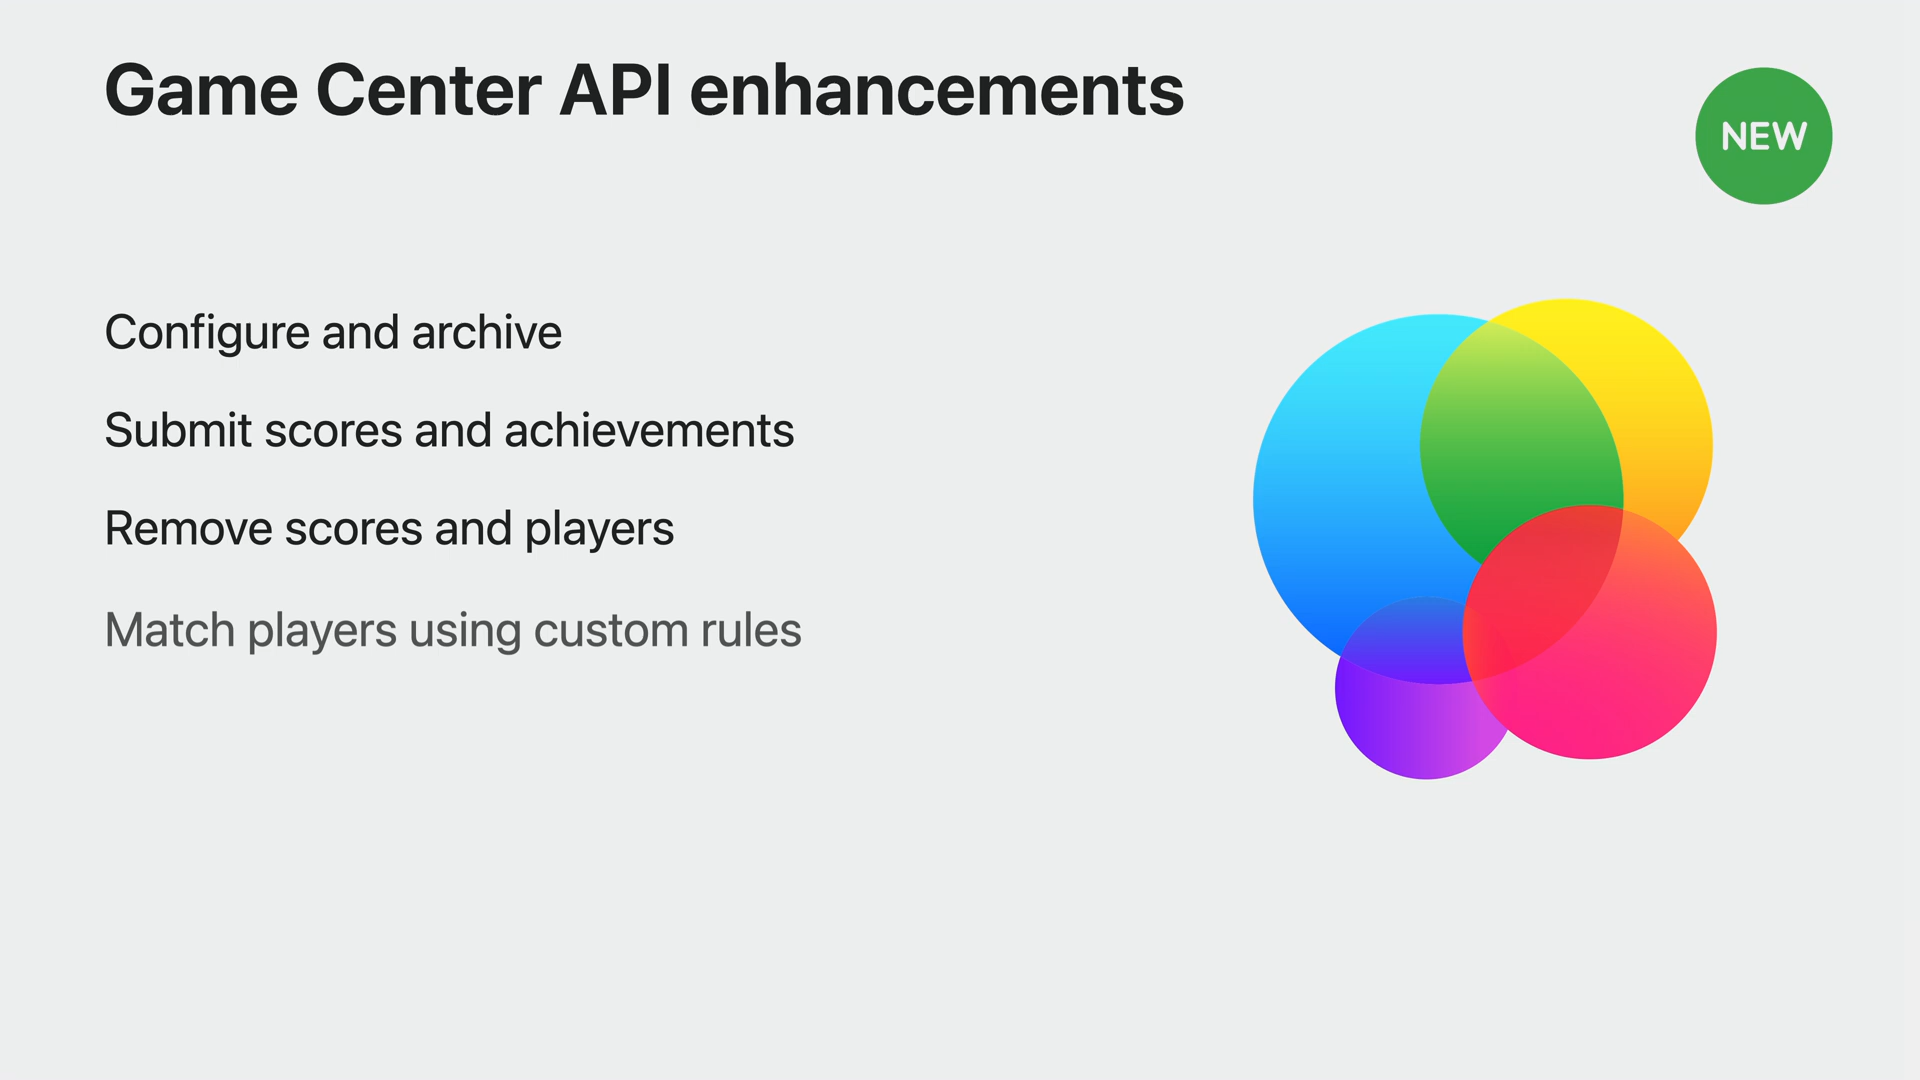 Game Center API enhancements
NEW
Configure and archive
Submit scores and achievements
Remove scores and players
Match players using custom rules